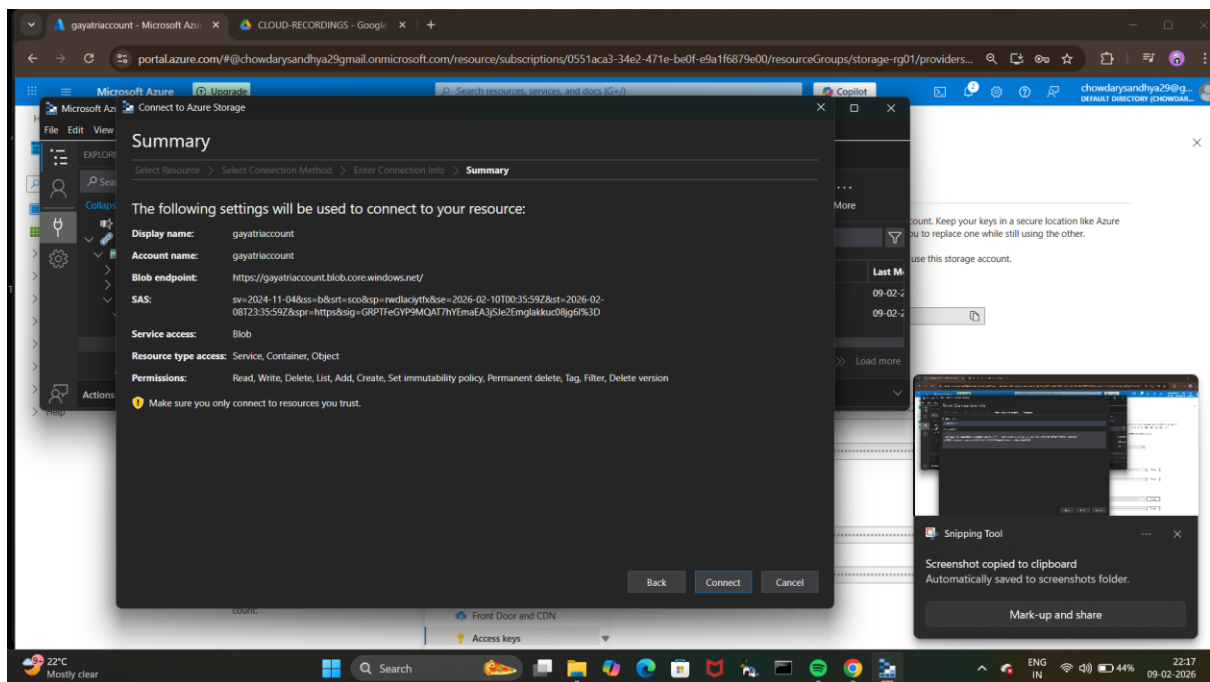 gayatriaccount - Microsoft Azur
CLOUD-RECORDINGS - Google
portal.azure.com/#@chowdarysandhya29gmail.onmicrosoft.com/resource/subscriptions/0551aca3-34e2-471e-be0f-e9a1f6879e00/resourceGroups/storage-rg01/providers...
Microsoft Azure
Upgrade
Search resources, services, and docs (G+/)
Copilot
chowdarysandhya29@g...
DEFAULT DIRECTORY (CHOWDAR...
Microsoft Az
Connect to Azure Storage
File Edit View
EXPLOR
Sea
Collaps
Summary
Select Resource > Select Connection Method > Enter Connection Info > Summary
The following settings will be used to connect to your resource:
Display name: gayatriaccount
Account name: gayatriaccount
Blob endpoint: https://gayatriaccount.blob.core.windows.net/
SAS: sv=2024-11-04&ss=b&srt=sco&sp=rwdlaciytfx&se=2026-02-10T00:35:59Z&st=2026-02-
08T23:35:59Z&spr=https&sig=GRPTFeGYP9MQAT7hYEmaEA3jSJe2Emglakkuc08jg6I%3D
Service access: Blob
Resource type access: Service, Container, Object
Permissions: Read, Write, Delete, List, Add, Create, Set immutability policy, Permanent delete, Tag, Filter, Delete version
Make sure you only connect to resources you trust.
Back
Connect
Cancel
More
Last M
09-02-2
09-02-2
Load more
Actions
Help
count. Keep your keys in a secure location like Azure
ou to replace one while still using the other.
use this storage account.
Snipping Tool
Screenshot copied to clipboard
Automatically saved to screenshots folder.
Mark-up and share
Front Door and CDN
Access keys
22°C
Mostly clear
Search
ENG
IN
44%
22:17
09-02-2026